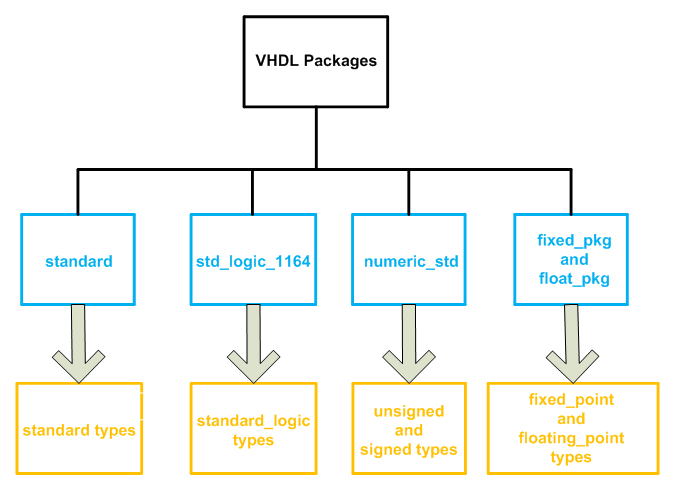 VHDL Packages
standard
std_logic_1164
numeric_std
fixed_pkg
and
float_pkg
standard types
standard_logic
types
unsigned
and
signed types
fixed_point
and
floating_point
types